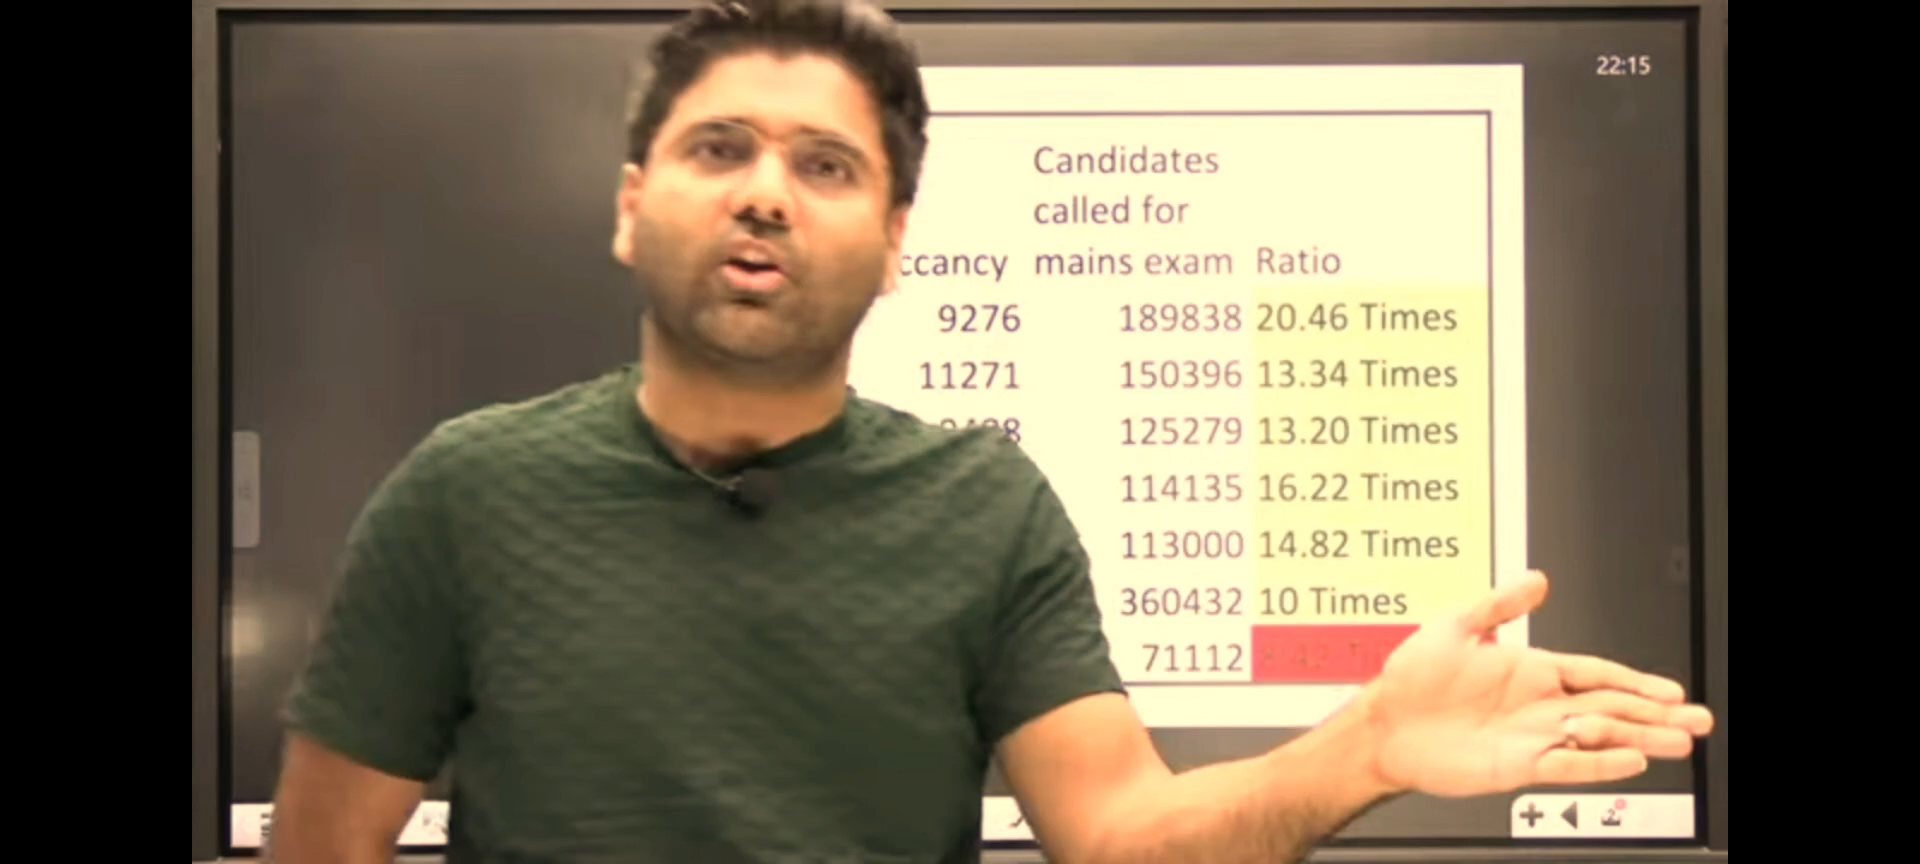 22:15
Candidates
called for
ccancy mains exam Ratio
9276 189838 20.46 Times
11271 150396 13.34 Times
125279 13.20 Times
114135 16.22 Times
113000 14.82 Times
360432 10 Times
71112